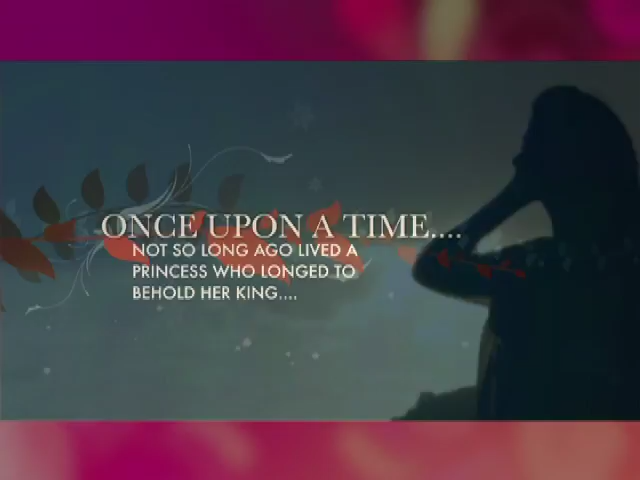 ONCE UPON A TIME....
NOT SO LONG AGO LIVED A
PRINCESS WHO LONGED TO
BEHOLD HER KING....